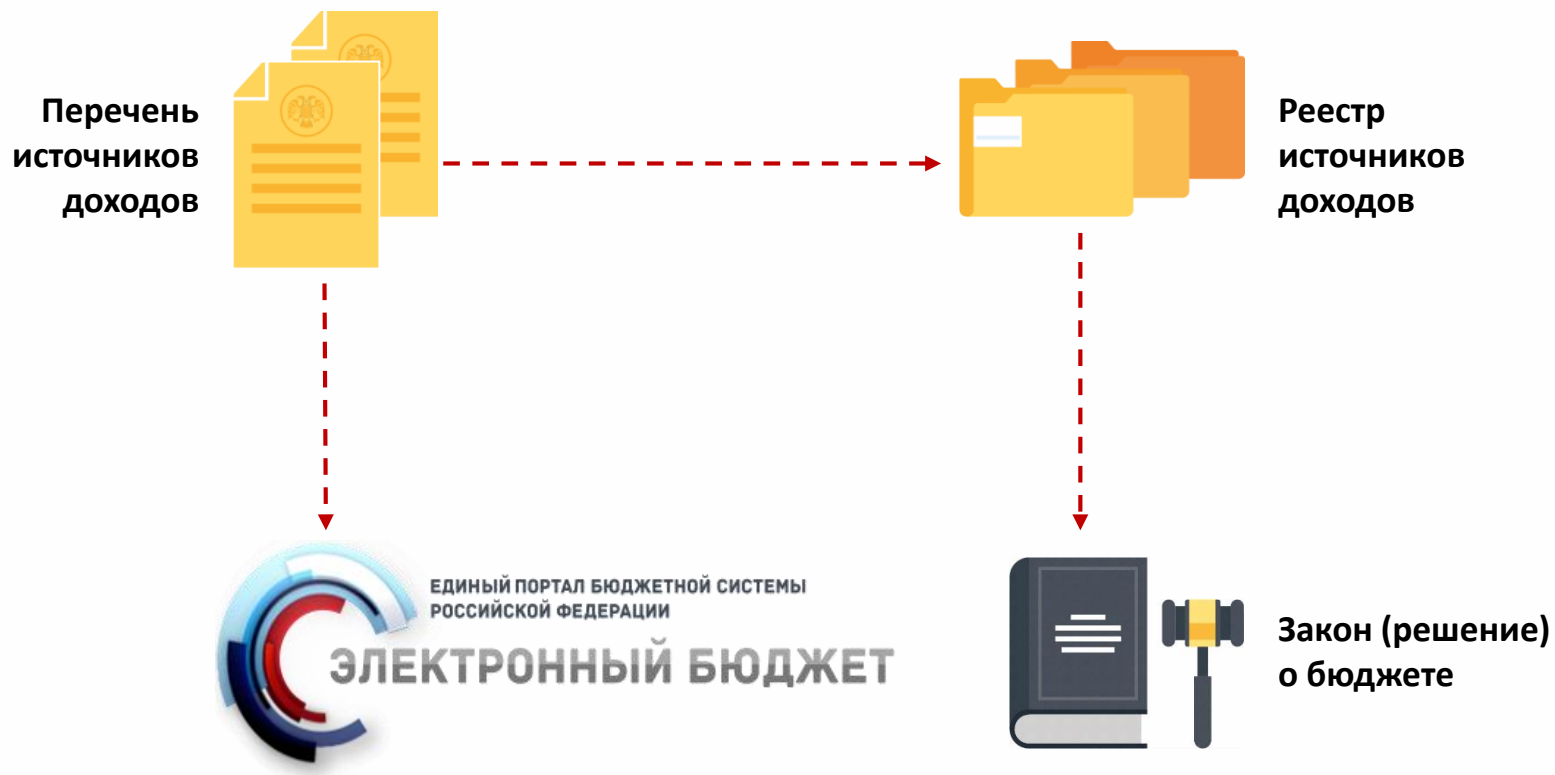 Перечень
источников
доходов
Реестр
источников
доходов
ЕДИНЫЙ ПОРТАЛ БЮДЖЕТНОЙ СИСТЕМЫ
РОССИЙСКОЙ ФЕДЕРАЦИИ
ЭЛЕКТРОННЫЙ БЮДЖЕТ
Закон (решение)
о бюджете